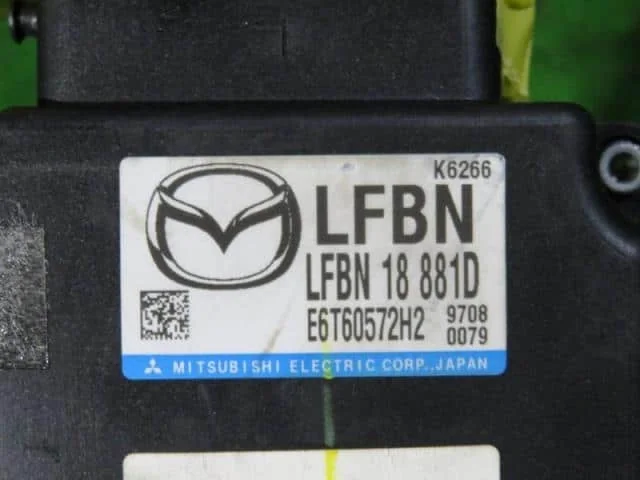 K6266
LFBN
LFBN 18 881D
E6T60572H2 9708
0079
MITSUBISHI ELECTRIC CORP., JAPAN